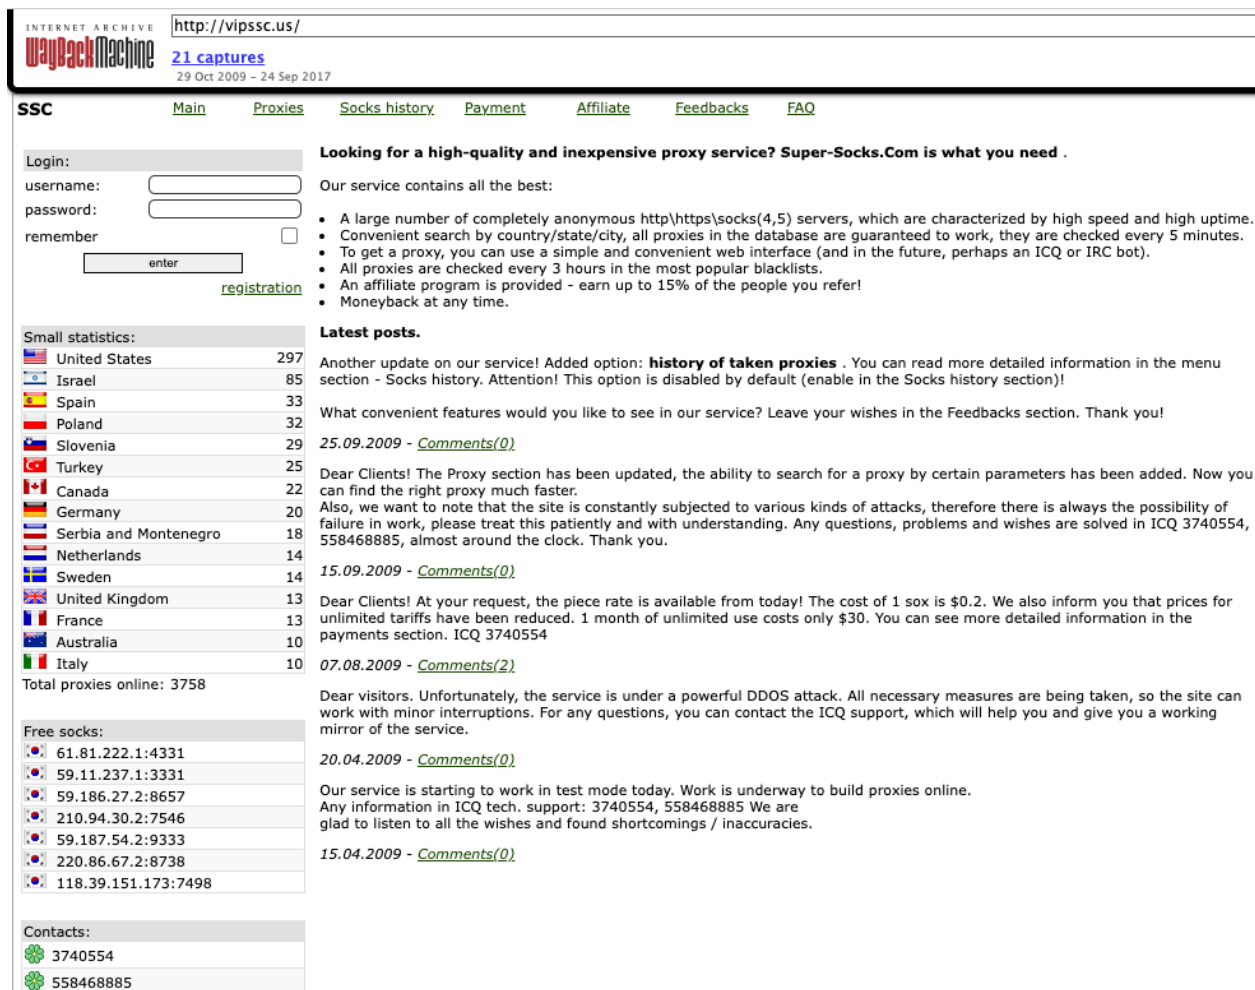 INTERNET ARCHIVE
WayBackMachine
http://vipssc.us/
21 captures
29 Oct 2009 – 24 Sep 2017
SSC
Main
Proxies
Socks history
Payment
Affiliate
Feedbacks
FAQ
Login:
username:
password:
remember
enter
registration
Small statistics:
United States 297
Israel 85
Spain 33
Poland 32
Slovenia 29
Turkey 25
Canada 22
Germany 20
Serbia and Montenegro 18
Netherlands 14
Sweden 14
United Kingdom 13
France 13
Australia 10
Italy 10
Total proxies online: 3758
Free socks:
61.81.222.1:4331
59.11.237.1:3331
59.186.27.2:8657
210.94.30.2:7546
59.187.54.2:9333
220.86.67.2:8738
118.39.151.173:7498
Contacts:
3740554
558468885
Looking for a high-quality and inexpensive proxy service? Super-Socks.Com is what you need .
Our service contains all the best:
• A large number of completely anonymous http\https\socks(4,5) servers, which are characterized by high speed and high uptime.
• Convenient search by country/state/city, all proxies in the database are guaranteed to work, they are checked every 5 minutes.
• To get a proxy, you can use a simple and convenient web interface (and in the future, perhaps an ICQ or IRC bot).
• All proxies are checked every 3 hours in the most popular blacklists.
• An affiliate program is provided - earn up to 15% of the people you refer!
• Moneyback at any time.
Latest posts.
Another update on our service! Added option: history of taken proxies . You can read more detailed information in the menu
section - Socks history. Attention! This option is disabled by default (enable in the Socks history section)!
What convenient features would you like to see in our service? Leave your wishes in the Feedbacks section. Thank you!
25.09.2009 - Comments(0)
Dear Clients! The Proxy section has been updated, the ability to search for a proxy by certain parameters has been added. Now you
can find the right proxy much faster.
Also, we want to note that the site is constantly subjected to various kinds of attacks, therefore there is always the possibility of
failure in work, please treat this patiently and with understanding. Any questions, problems and wishes are solved in ICQ 3740554,
558468885, almost around the clock. Thank you.
15.09.2009 - Comments(0)
Dear Clients! At your request, the piece rate is available from today! The cost of 1 sox is $0.2. We also inform you that prices for
unlimited tariffs have been reduced. 1 month of unlimited use costs only $30. You can see more detailed information in the
payments section. ICQ 3740554
07.08.2009 - Comments(2)
Dear visitors. Unfortunately, the service is under a powerful DDOS attack. All necessary measures are being taken, so the site can
work with minor interruptions. For any questions, you can contact the ICQ support, which will help you and give you a working
mirror of the service.
20.04.2009 - Comments(0)
Our service is starting to work in test mode today. Work is underway to build proxies online.
Any information in ICQ tech. support: 3740554, 558468885 We are
glad to listen to all the wishes and found shortcomings / inaccuracies.
15.04.2009 - Comments(0)